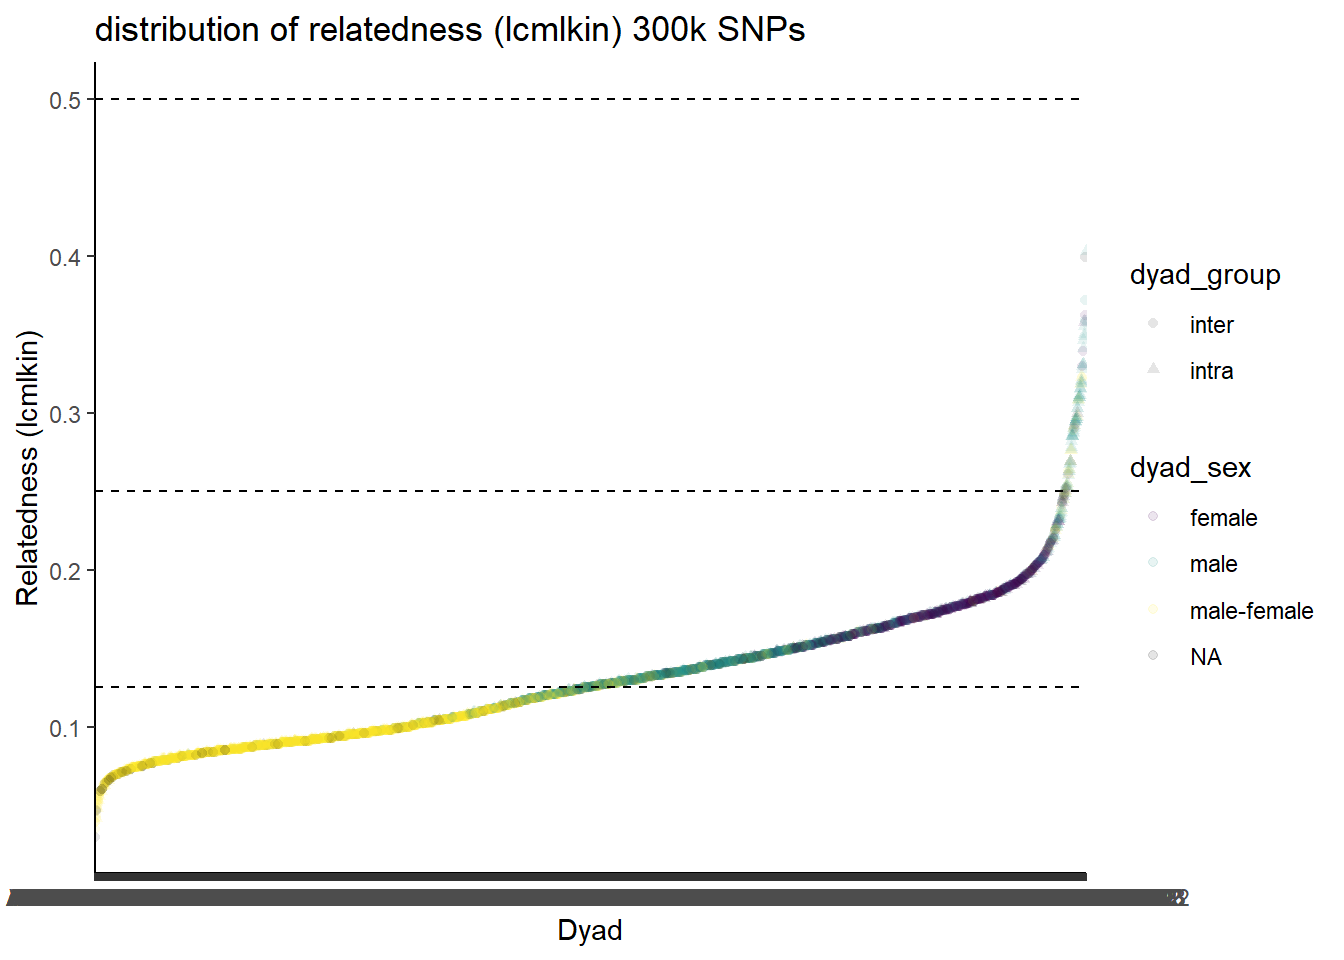 distribution of relatedness (lcmlkin) 300k SNPs
0.5
0.4
0.3
0.2
0.1
Relatedness (lcmlkin)
Dyad
dyad_group
inter
intra
dyad_sex
female
male
male-female
NA